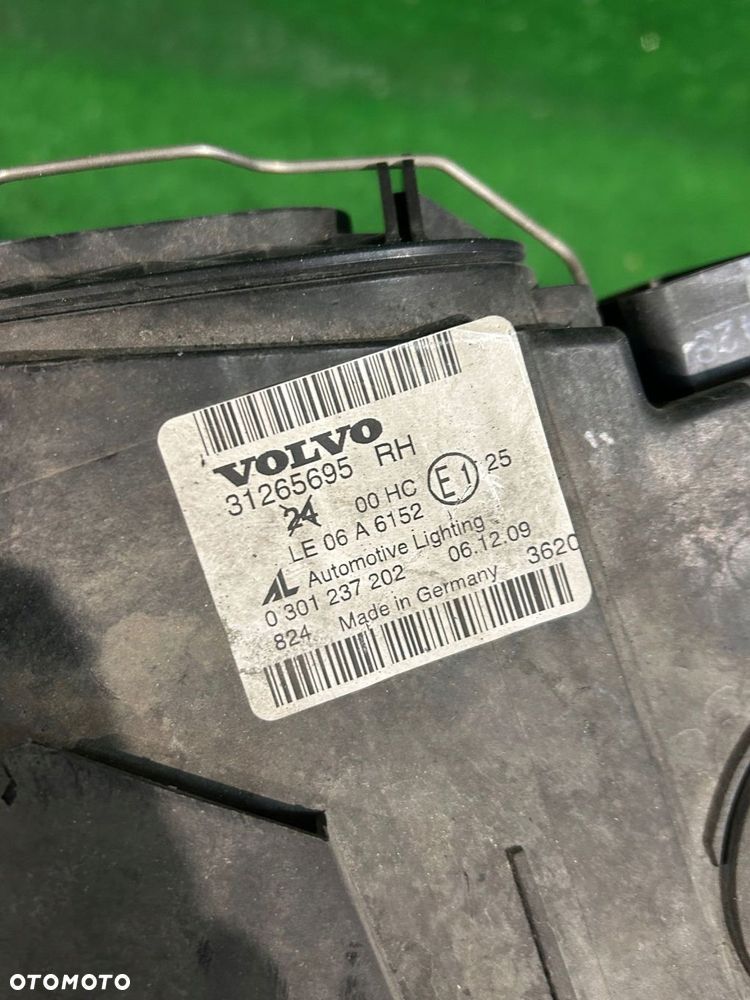 VOLVO
31265695 RH
24 00 HC E1 25
LE 06 A 6152
AL Automotive Lighting
0 301 237 202 06.12.09
824 Made in Germany 3620
OTOMOTO